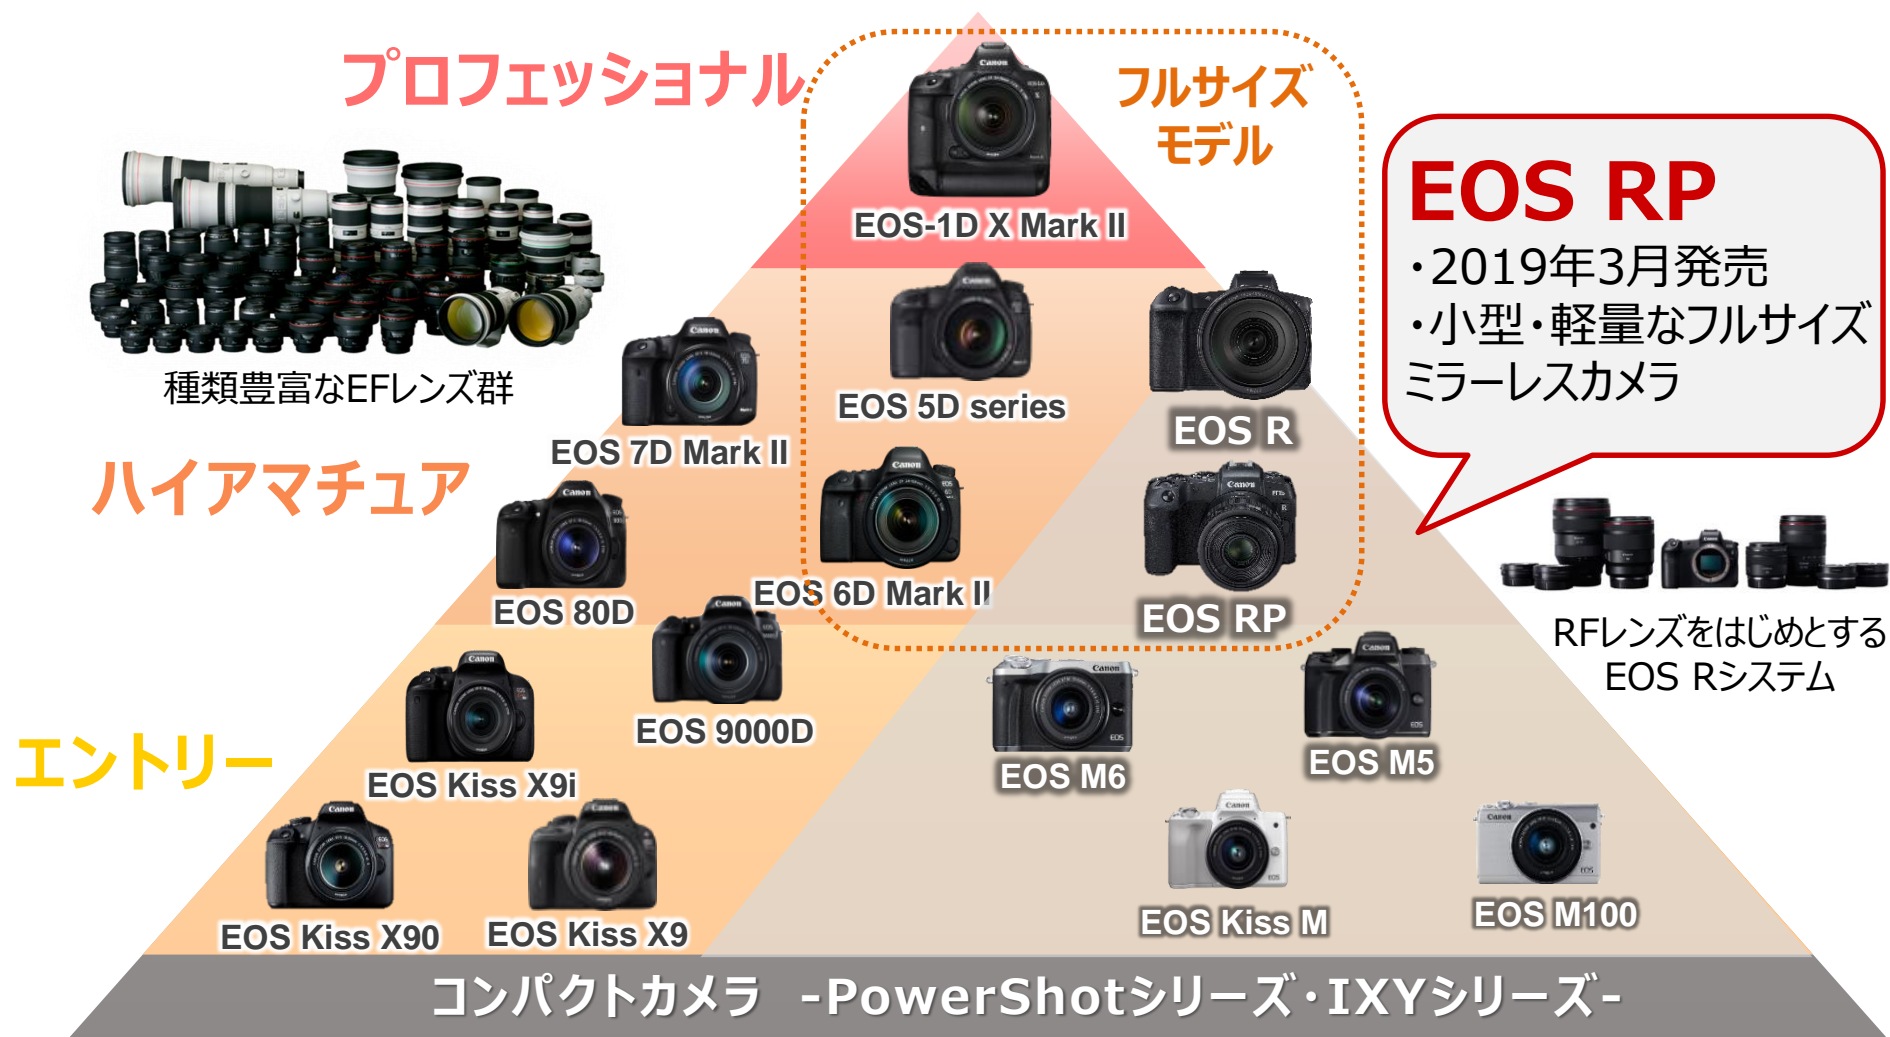 プロフェッショナル
フルサイズ
モデル
EOS-1D X Mark II
EOS RP
・2019年3月発売
・小型・軽量なフルサイズ
ミラーレスカメラ
種類豊富なEFレンズ群
EOS 5D series
EOS R
EOS 7D Mark II
ハイアマチュア
EOS 80D
EOS 6D Mark II
EOS RP
RFレンズをはじめとする
EOS Rシステム
エントリー
EOS 9000D
EOS Kiss X9i
EOS M6
EOS M5
EOS Kiss X90
EOS Kiss X9
EOS Kiss M
EOS M100
コンパクトカメラ -PowerShotシリーズ・IXYシリーズ-